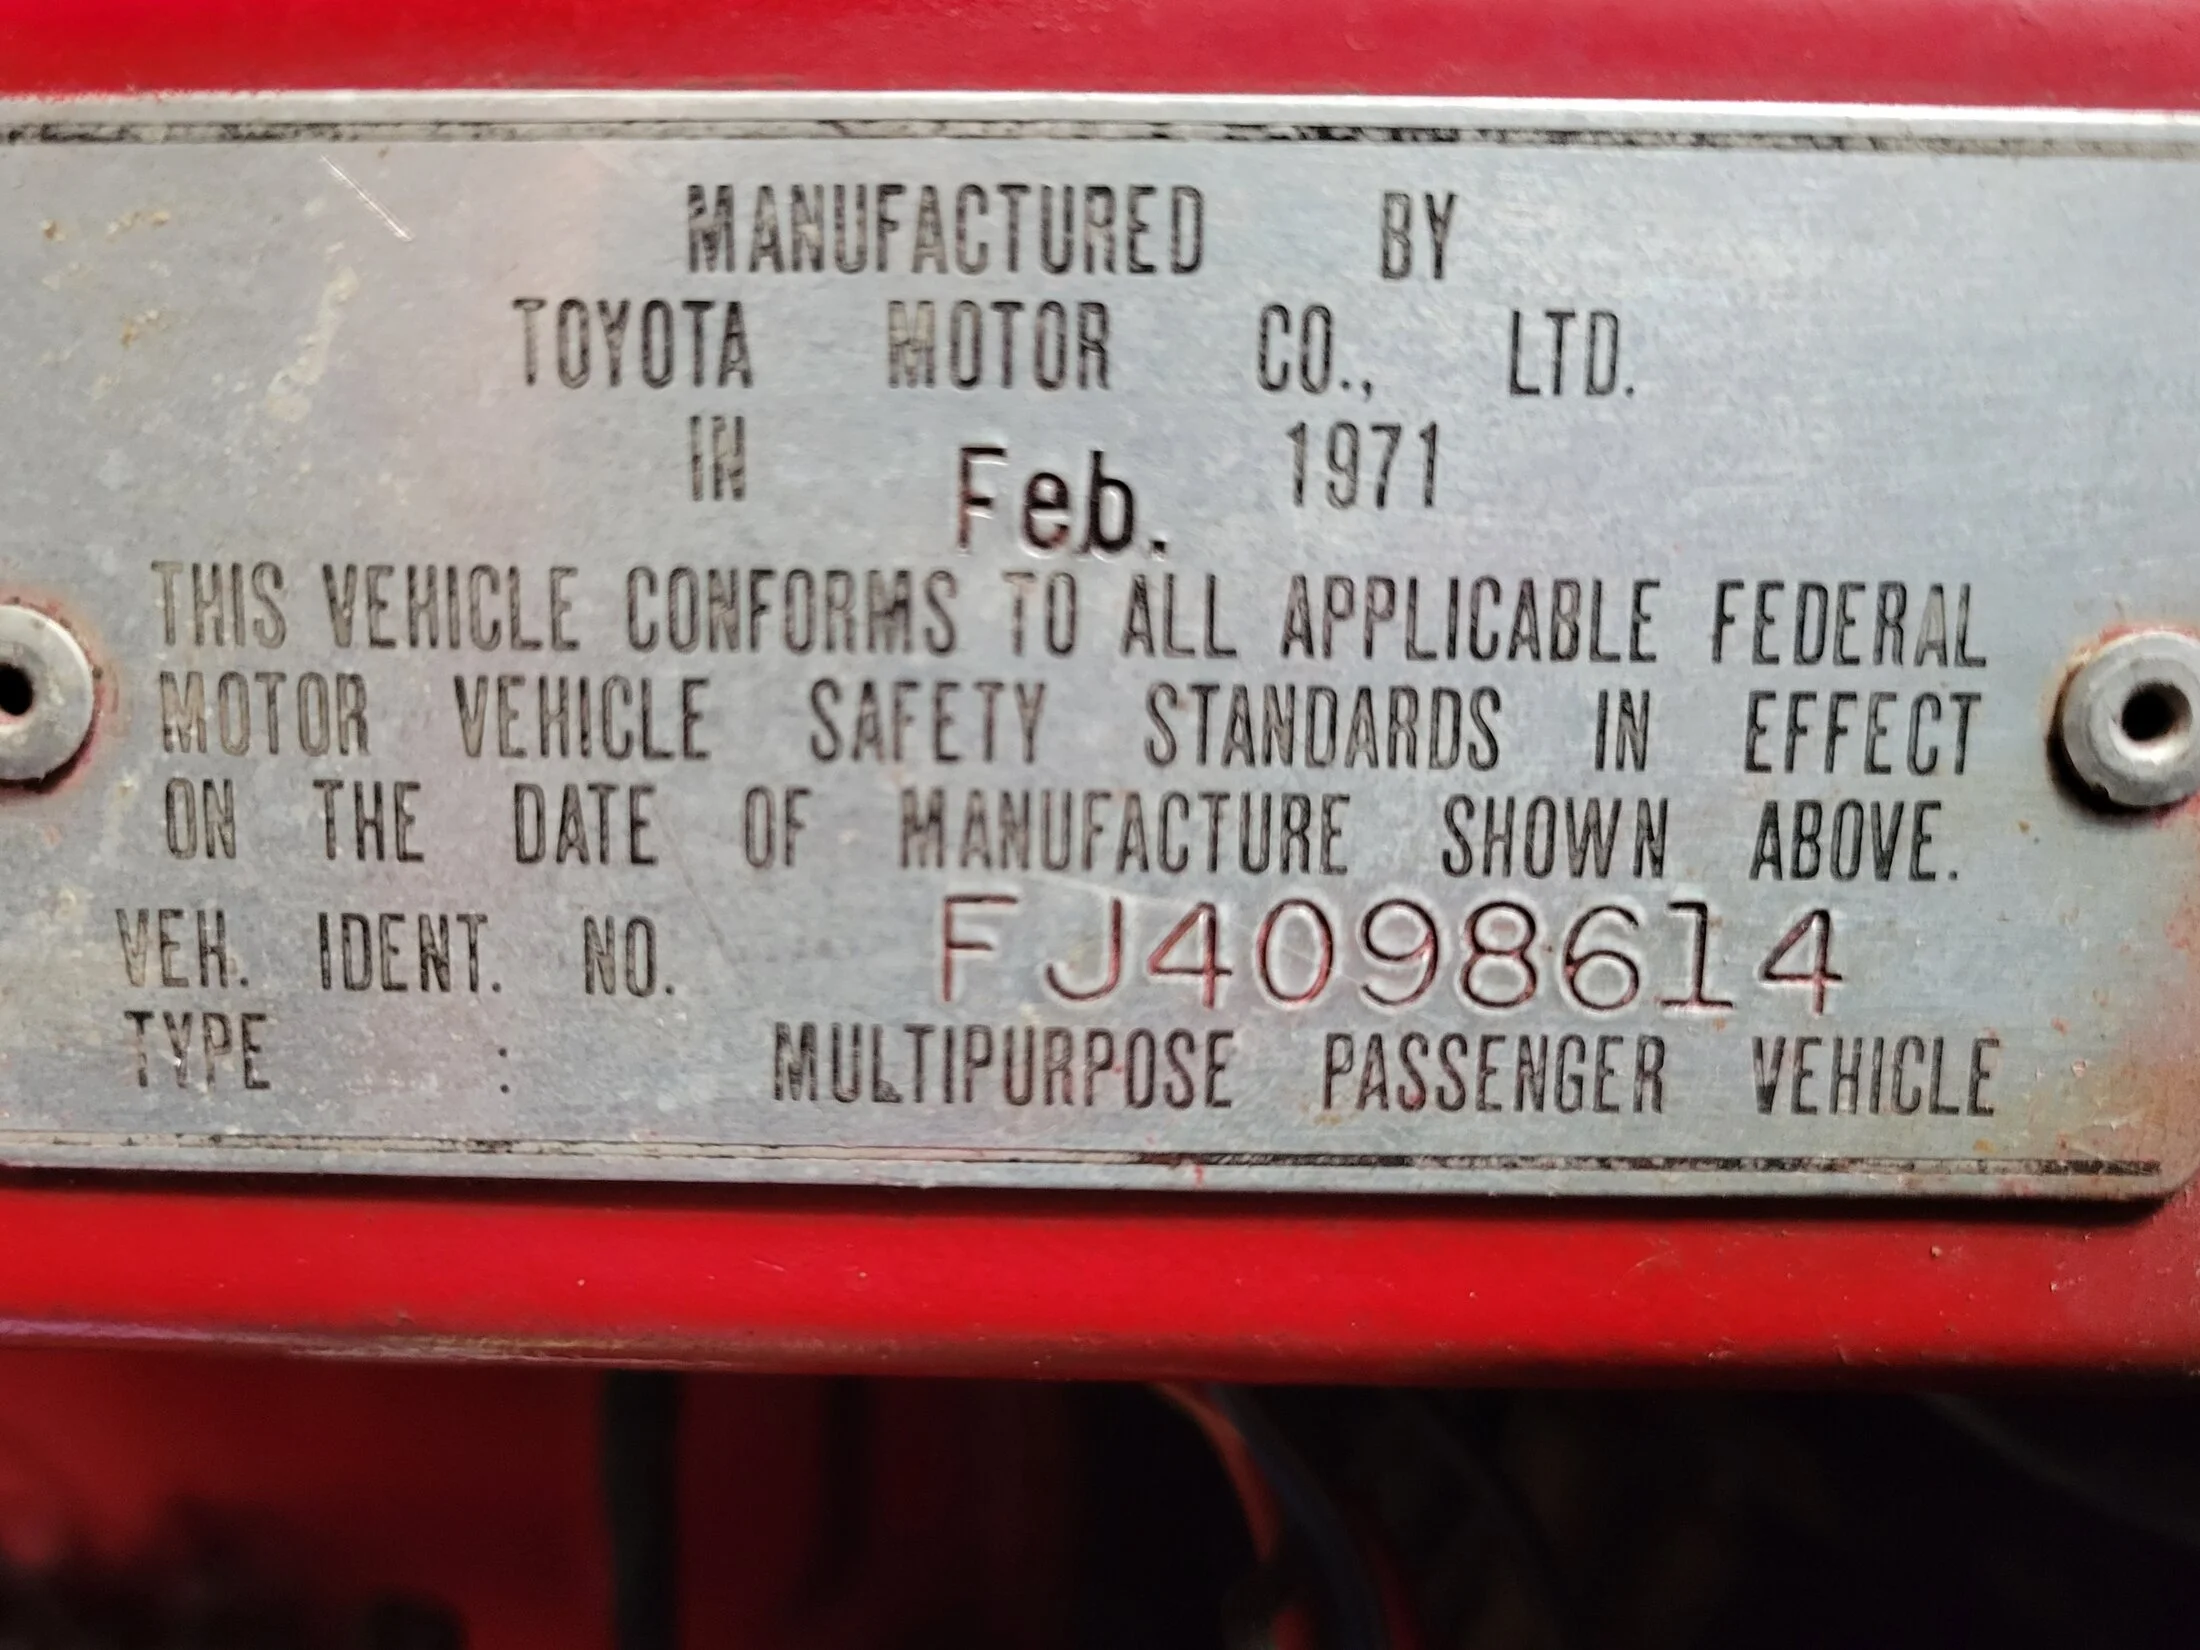 MANUFACTURED BY
TOYOTA MOTOR CO., LTD.
IN Feb. 1971
THIS VEHICLE CONFORMS TO ALL APPLICABLE FEDERAL
MOTOR VEHICLE SAFETY STANDARDS IN EFFECT
ON THE DATE OF MANUFACTURE SHOWN ABOVE.
VEH. IDENT. NO. FJ4098614
TYPE : MULTIPURPOSE PASSENGER VEHICLE